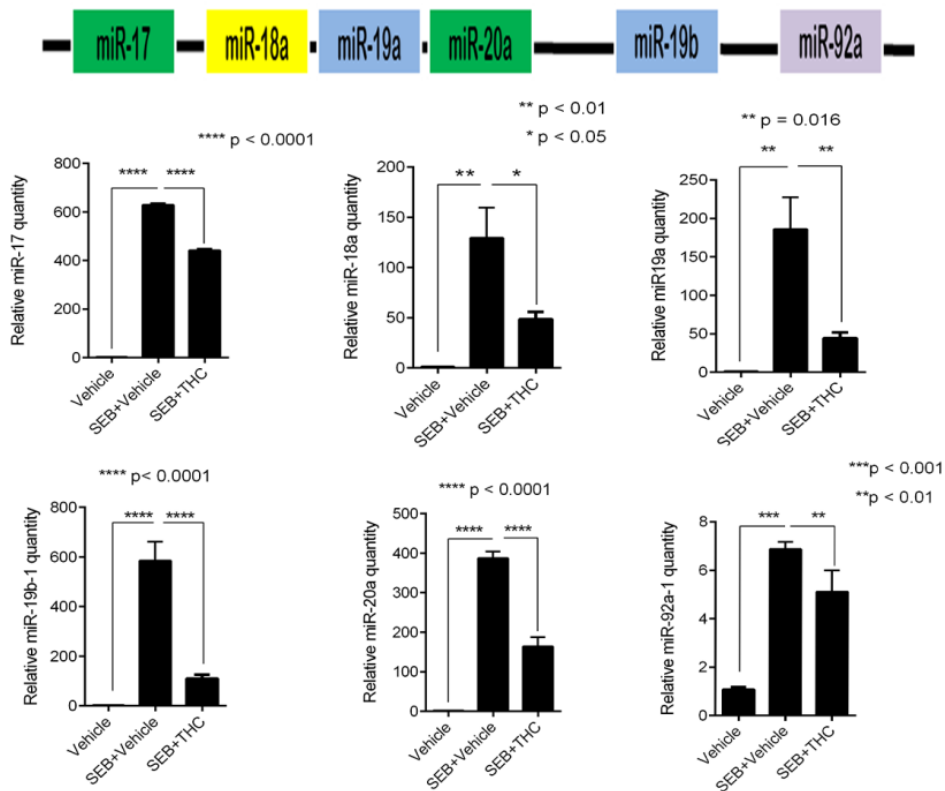 miR-17 miR-18a miR-19a miR-20a miR-19b miR-92a
**** p < 0.0001
Relative miR-17 quantity
800
600
400
200
0
**** ****
Vehicle
SEB+Vehicle
SEB+THC
** p < 0.01
* p < 0.05
Relative miR-18a quantity
200
150
100
50
0
** *
Vehicle
SEB+Vehicle
SEB+THC
** p = 0.016
Relative miR19a quantity
250
200
150
100
50
0
** **
Vehicle
SEB+Vehicle
SEB+THC
**** p< 0.0001
Relative miR-19b-1 quantity
800
600
400
200
0
**** ****
Vehicle
SEB+Vehicle
SEB+THC
**** p < 0.0001
Relative miR-20a quantity
500
400
300
200
100
0
**** ****
Vehicle
SEB+Vehicle
SEB+THC
***p < 0.001
**p < 0.01
Relative miR-92a-1 quantity
8
6
4
2
0
*** **
Vehicle
SEB+Vehicle
SEB+THC